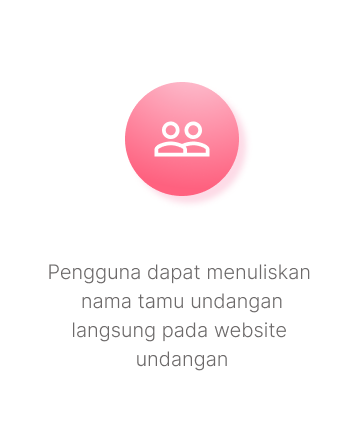 Pengguna dapat menuliskan
nama tamu undangan
langsung pada website
undangan